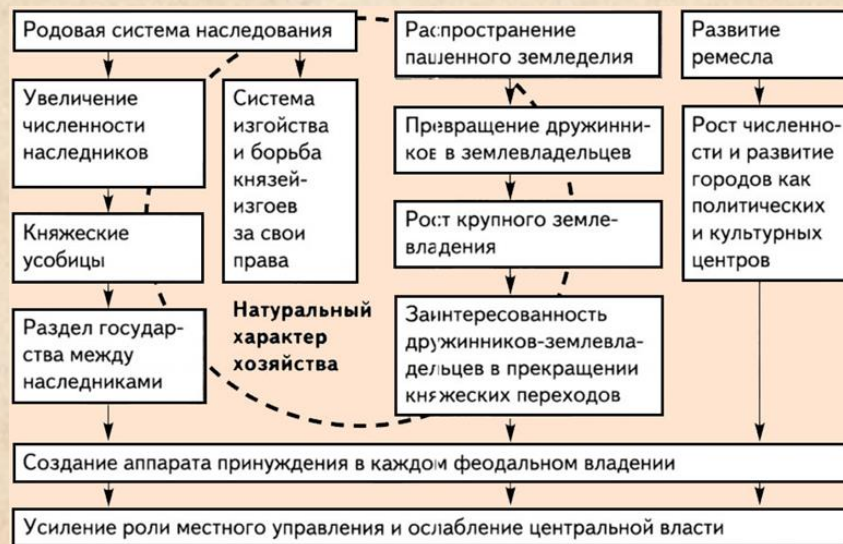 Родовая система наследования
Увеличение
численности
наследников
Княжеские
усобицы
Раздел государ-
ства между
наследниками
Система
изгойства
и борьба
князей-
изгоев
за свои
права
Натуральный
характер
хозяйства
Распространение
пашенного земледелия
Превращение дружинни-
ков в землевладельцев
Рост крупного земле-
владения
Заинтересованность
дружинников-землевла-
дельцев в прекращении
княжеских переходов
Развитие
ремесла
Рост численно-
сти и развитие
городов как
политических
и культурных
центров
Создание аппарата принуждения в каждом феодальном владении
Усиление роли местного управления и ослабление центральной власти